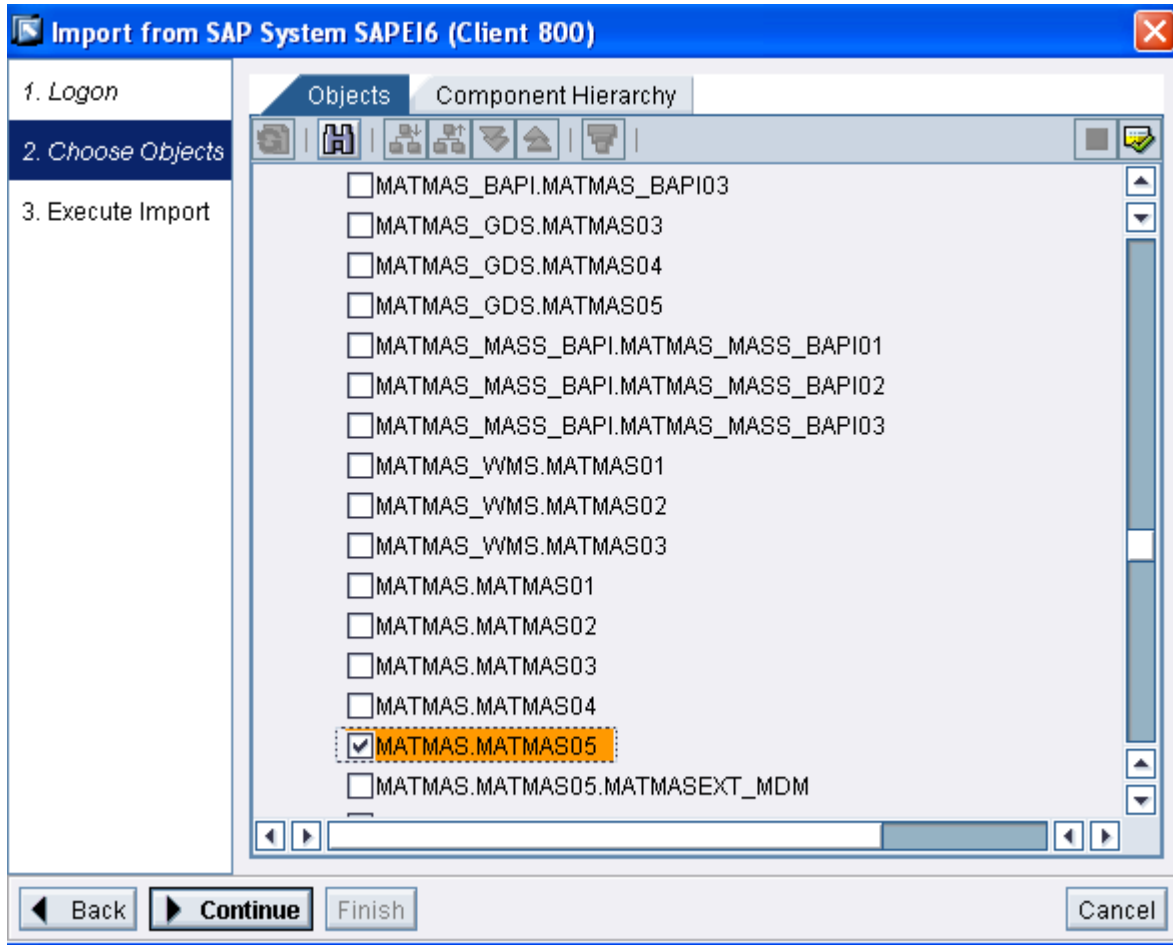 Import from SAP System SAPEI6 (Client 800)
1. Logon
2. Choose Objects
3. Execute Import
Objects
Component Hierarchy
MATMAS_BAPI.MATMAS_BAPI03
MATMAS_GDS.MATMAS03
MATMAS_GDS.MATMAS04
MATMAS_GDS.MATMAS05
MATMAS_MASS_BAPI.MATMAS_MASS_BAPI01
MATMAS_MASS_BAPI.MATMAS_MASS_BAPI02
MATMAS_MASS_BAPI.MATMAS_MASS_BAPI03
MATMAS_WMS.MATMAS01
MATMAS_WMS.MATMAS02
MATMAS_WMS.MATMAS03
MATMAS.MATMAS01
MATMAS.MATMAS02
MATMAS.MATMAS03
MATMAS.MATMAS04
MATMAS.MATMAS05
MATMAS.MATMAS05.MATMASEXT_MDM
Back
Continue
Finish
Cancel